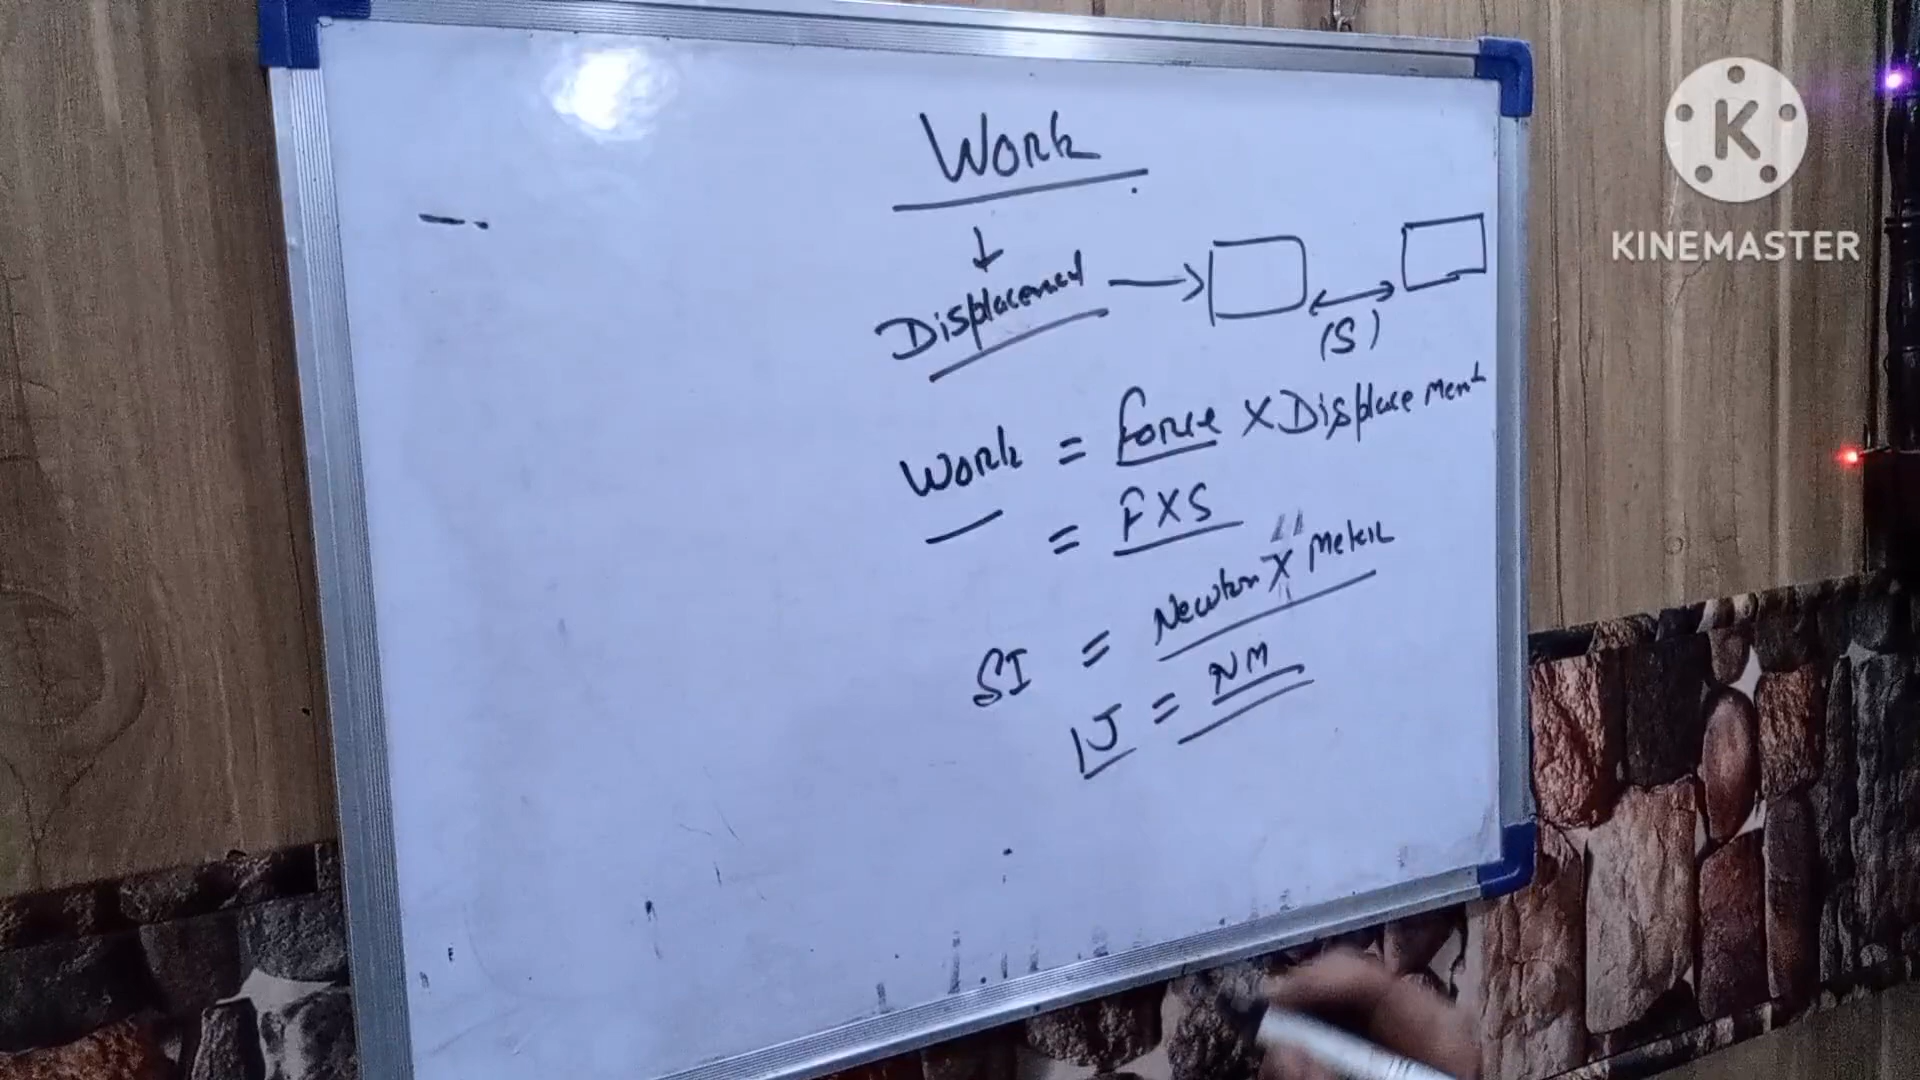 Work
Displacement
(S)
Work = Force X Displacement
= FXS
SI = Newton X Meter
1J = NM
K
KINEMASTER